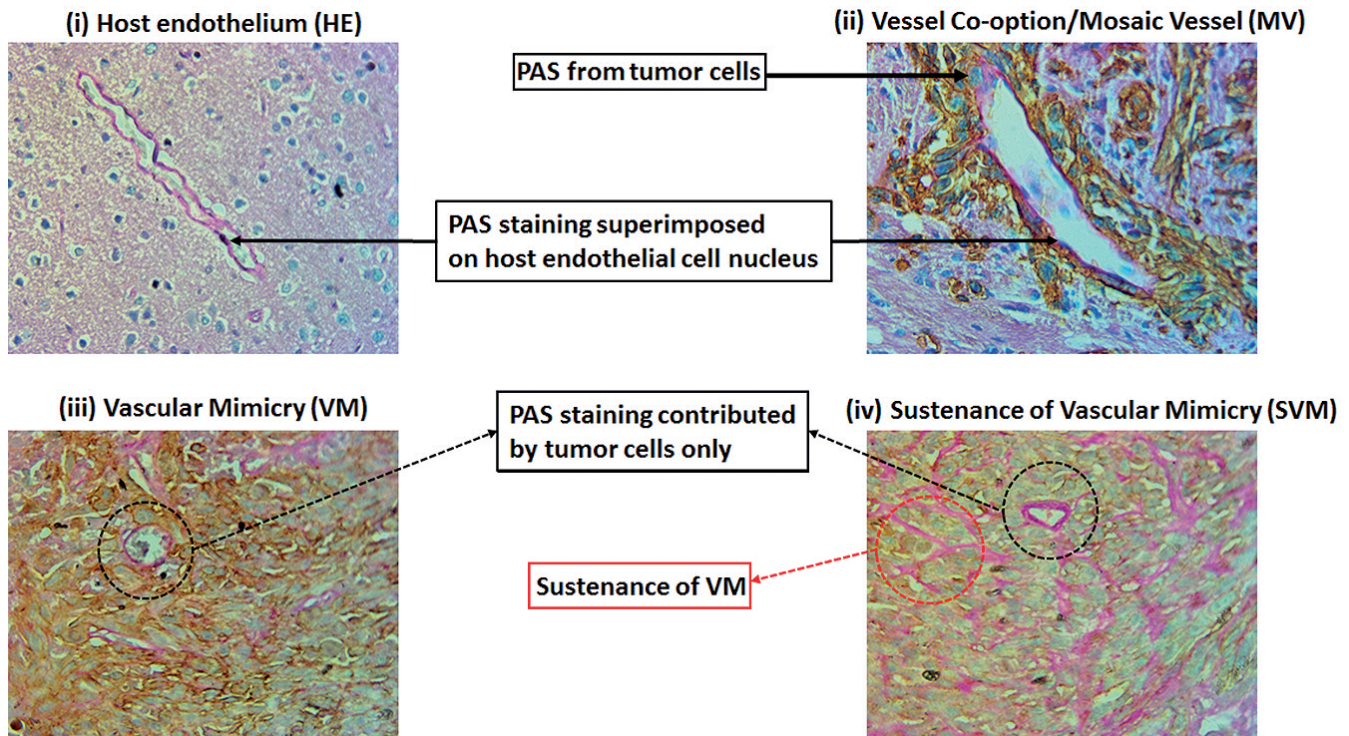 (i) Host endothelium (HE)
(ii) Vessel Co-option/Mosaic Vessel (MV)
PAS from tumor cells
PAS staining superimposed
on host endothelial cell nucleus
(iii) Vascular Mimicry (VM)
PAS staining contributed
by tumor cells only
(iv) Sustenance of Vascular Mimicry (SVM)
Sustenance of VM